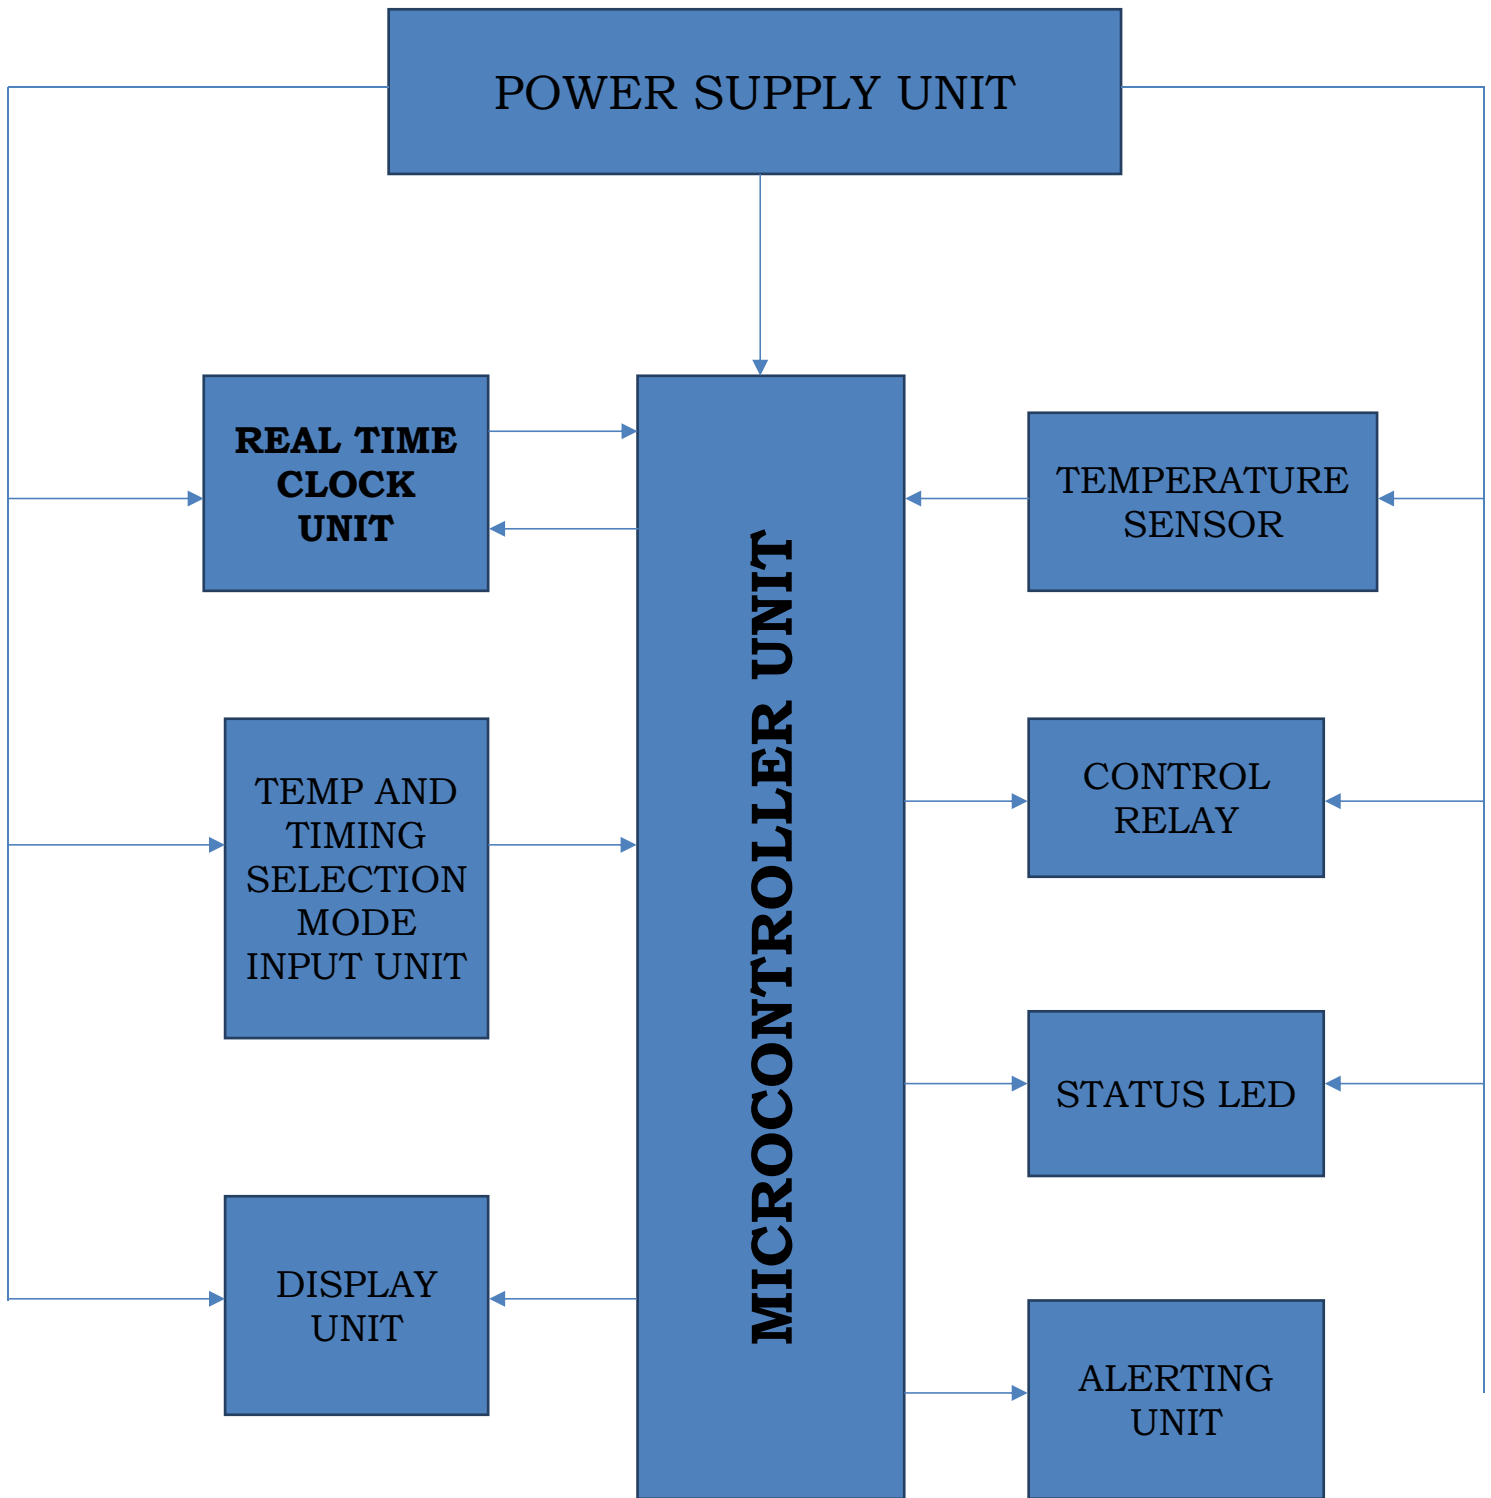 POWER SUPPLY UNIT
REAL TIME
CLOCK
UNIT
TEMP AND
TIMING
SELECTION
MODE
INPUT UNIT
DISPLAY
UNIT
MICROCONTROLLER UNIT
TEMPERATURE
SENSOR
CONTROL
RELAY
STATUS LED
ALERTING
UNIT